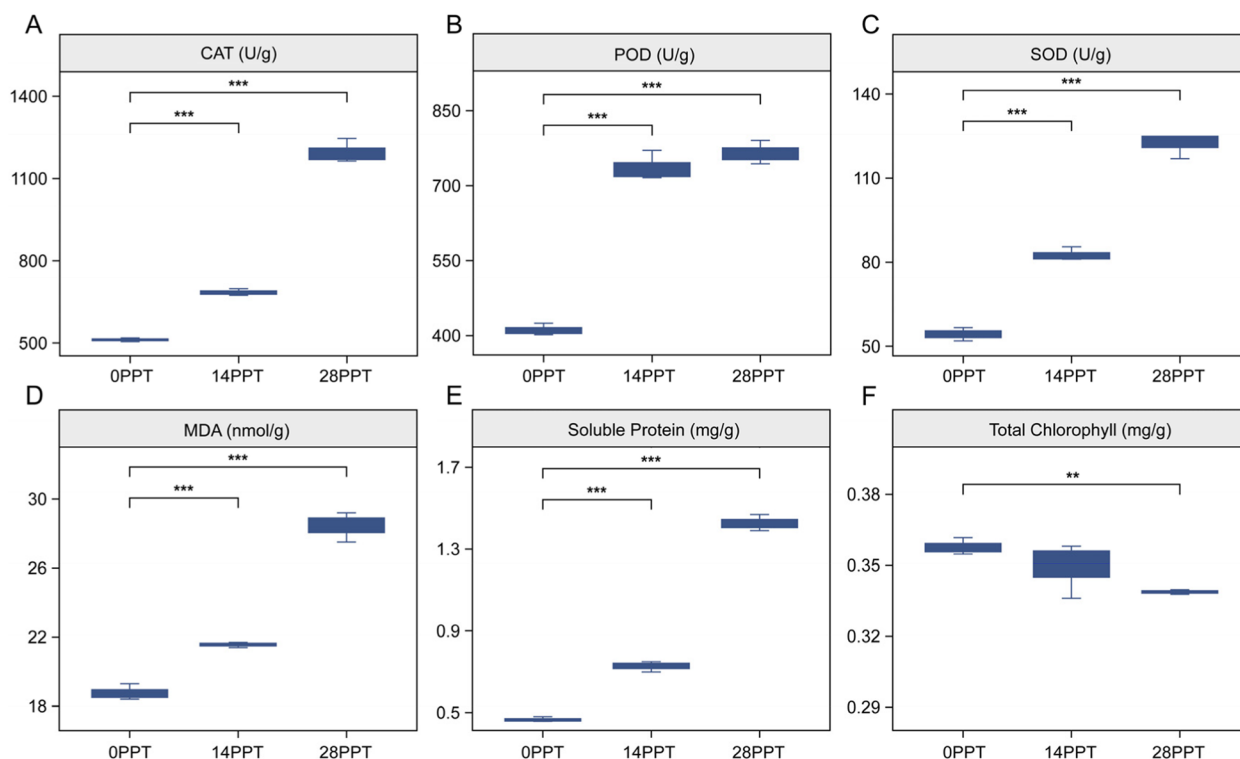 A
CAT (U/g)
1400
1100
800
500
***
***
0PPT 14PPT 28PPT
B
POD (U/g)
850
700
550
400
***
***
0PPT 14PPT 28PPT
C
SOD (U/g)
140
110
80
50
***
***
0PPT 14PPT 28PPT
D
MDA (nmol/g)
30
26
22
18
***
***
0PPT 14PPT 28PPT
E
Soluble Protein (mg/g)
1.7
1.3
0.9
0.5
***
***
0PPT 14PPT 28PPT
F
Total Chlorophyll (mg/g)
0.38
0.35
0.32
0.29
**
0PPT 14PPT 28PPT